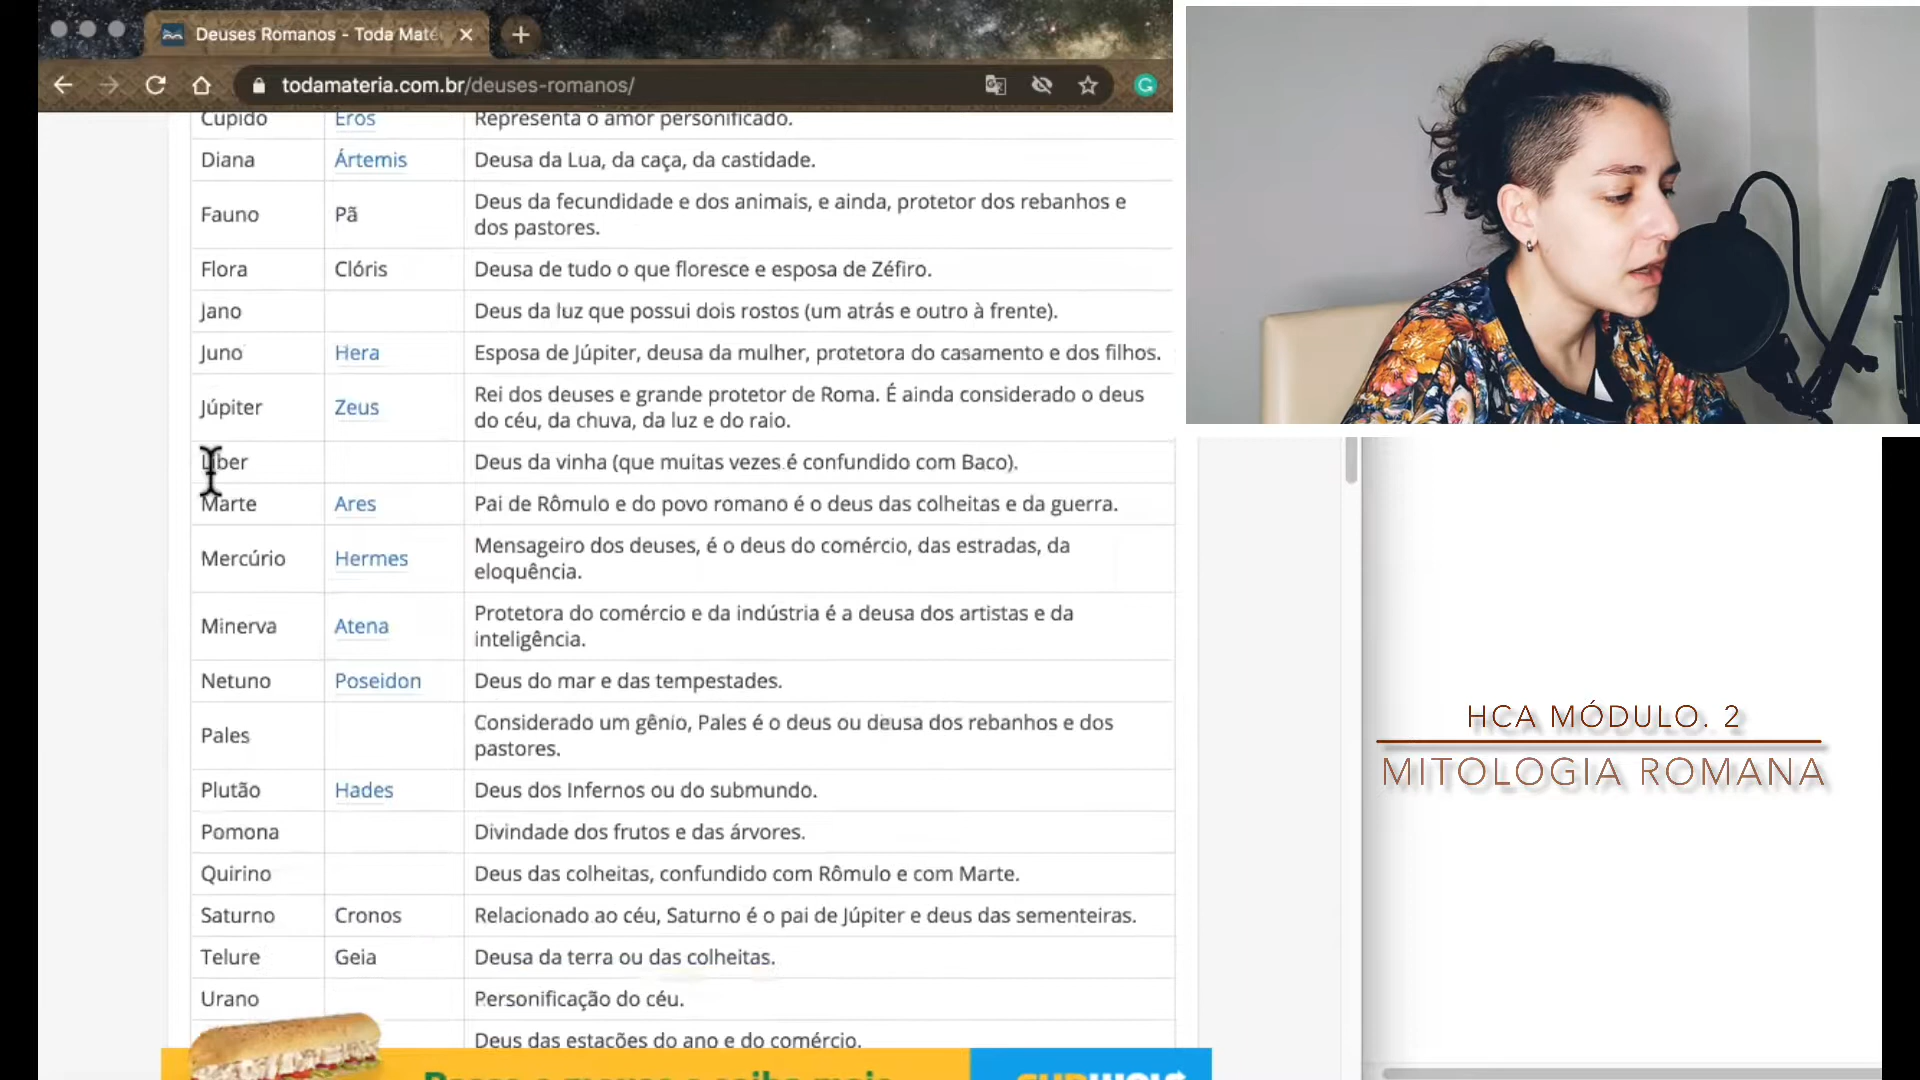 Deuses Romanos - Toda Maté
todamateria.com.br/deuses-romanos/
Cupido Eros Representa o amor personificado.
Diana Ártemis Deusa da Lua, da caça, da castidade.
Fauno Pã Deus da fecundidade e dos animais, e ainda, protetor dos rebanhos e
dos pastores.
Flora Clóris Deusa de tudo o que floresce e esposa de Zéfiro.
Jano Deus da luz que possui dois rostos (um atrás e outro à frente).
Juno Hera Esposa de Júpiter, deusa da mulher, protetora do casamento e dos filhos.
Júpiter Zeus Rei dos deuses e grande protetor de Roma. É ainda considerado o deus
do céu, da chuva, da luz e do raio.
Líber Deus da vinha (que muitas vezes é confundido com Baco).
Marte Ares Pai de Rômulo e do povo romano é o deus das colheitas e da guerra.
Mercúrio Hermes Mensageiro dos deuses, é o deus do comércio, das estradas, da
eloquência.
Minerva Atena Protetora do comércio e da indústria é a deusa dos artistas e da
inteligência.
Netuno Poseidon Deus do mar e das tempestades.
Pales Considerado um gênio, Pales é o deus ou deusa dos rebanhos e dos
pastores.
Plutão Hades Deus dos Infernos ou do submundo.
Pomona Divindade dos frutos e das árvores.
Quirino Deus das colheitas, confundido com Rômulo e com Marte.
Saturno Cronos Relacionado ao céu, Saturno é o pai de Júpiter e deus das sementeiras.
Telure Geia Deusa da terra ou das colheitas.
Urano Personificação do céu.
Deus das estações do ano e do comércio.
SUBWAY
HCA MÓDULO. 2
MITOLOGIA ROMANA